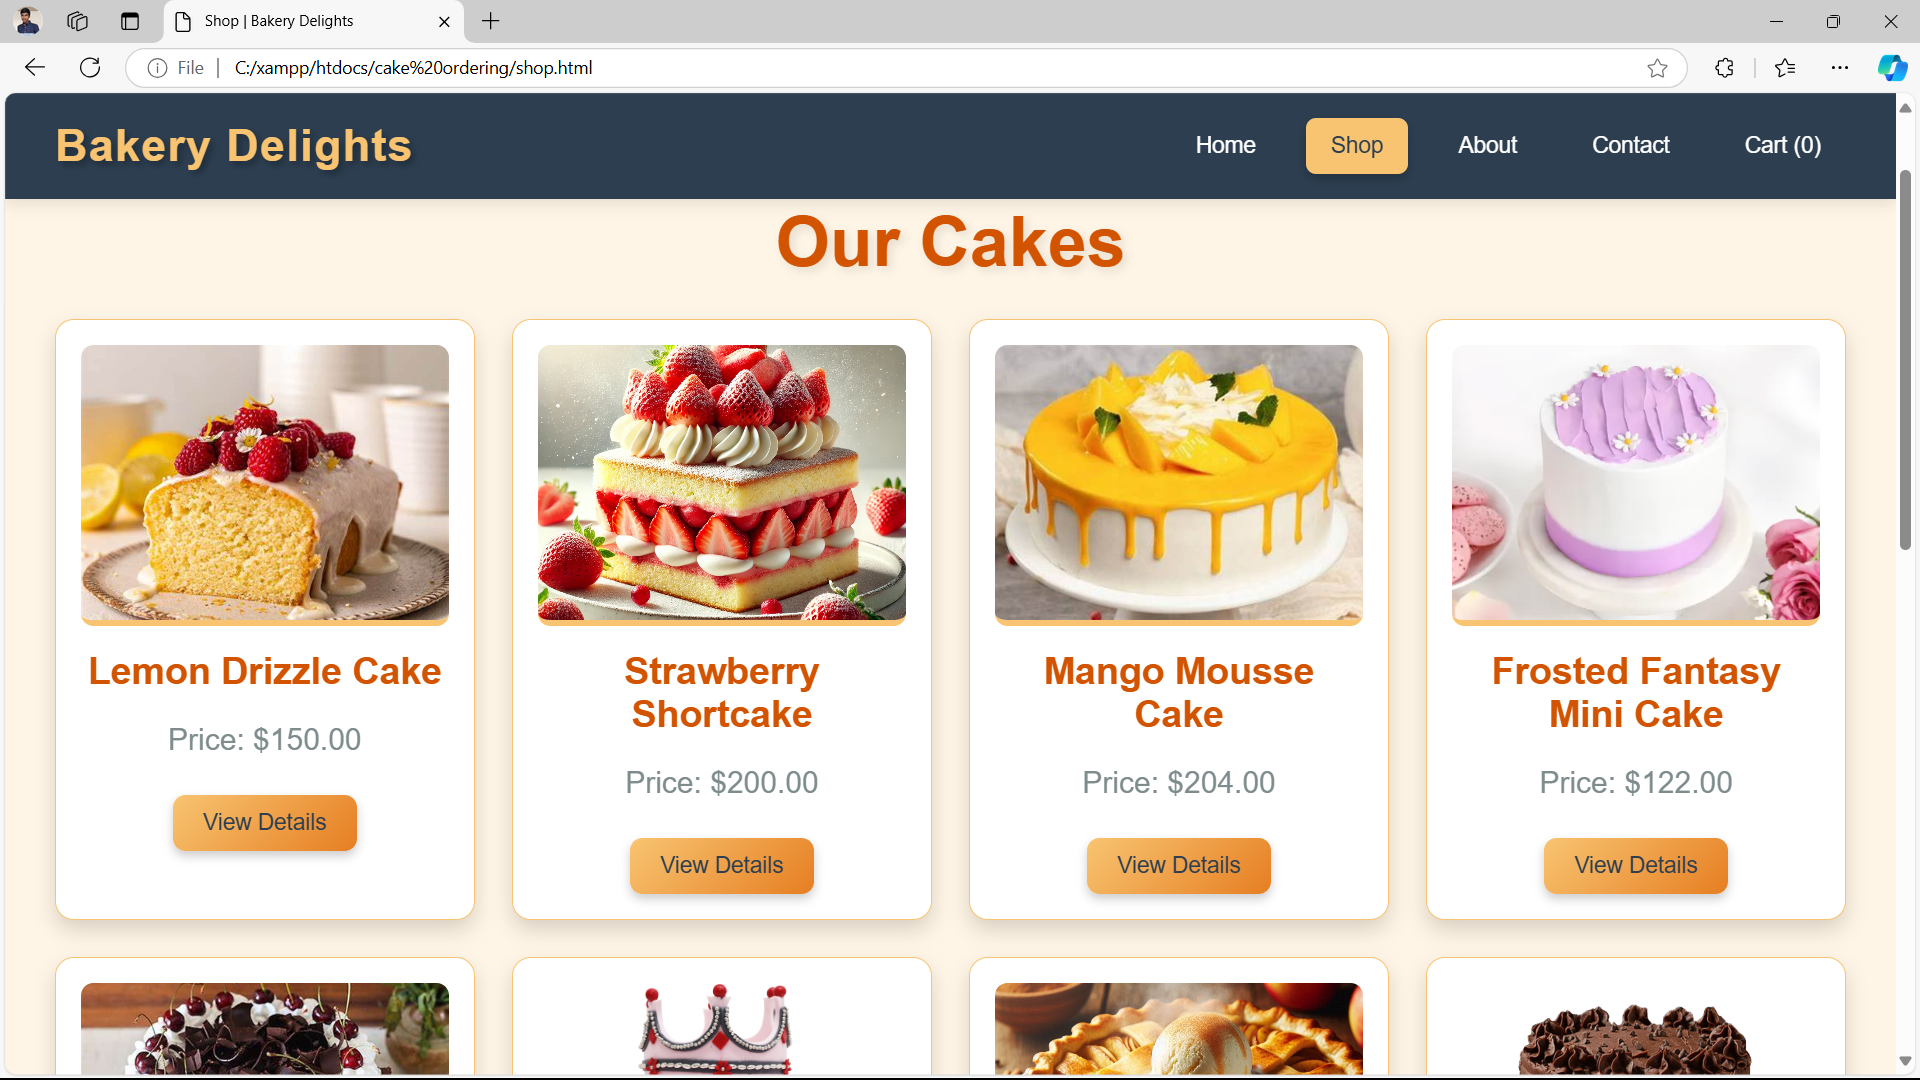 Shop | Bakery Delights
File | C:/xampp/htdocs/cake%20ordering/shop.html
Bakery Delights
Home
Shop
About
Contact
Cart (0)
Our Cakes
Lemon Drizzle Cake
Price: $150.00
View Details
Strawberry
Shortcake
Price: $200.00
View Details
Mango Mousse
Cake
Price: $204.00
View Details
Frosted Fantasy
Mini Cake
Price: $122.00
View Details